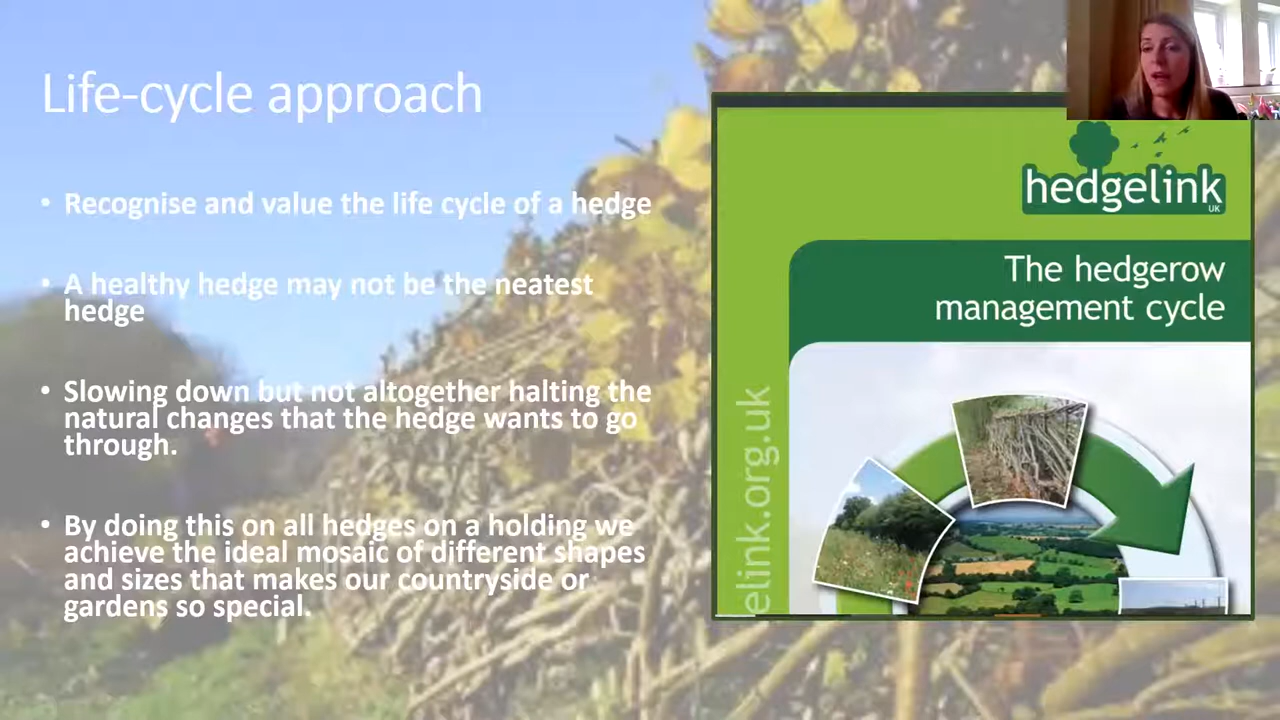 Life-cycle approach
• Recognise and value the life cycle of a hedge
• A healthy hedge may not be the neatest
hedge
• Slowing down but not altogether halting the
natural changes that the hedge wants to go
through.
• By doing this on all hedges on a holding we
achieve the ideal mosaic of different shapes
and sizes that makes our countryside or
gardens so special.
hedgelink
UK
The hedgerow
management cycle
elink.org.uk